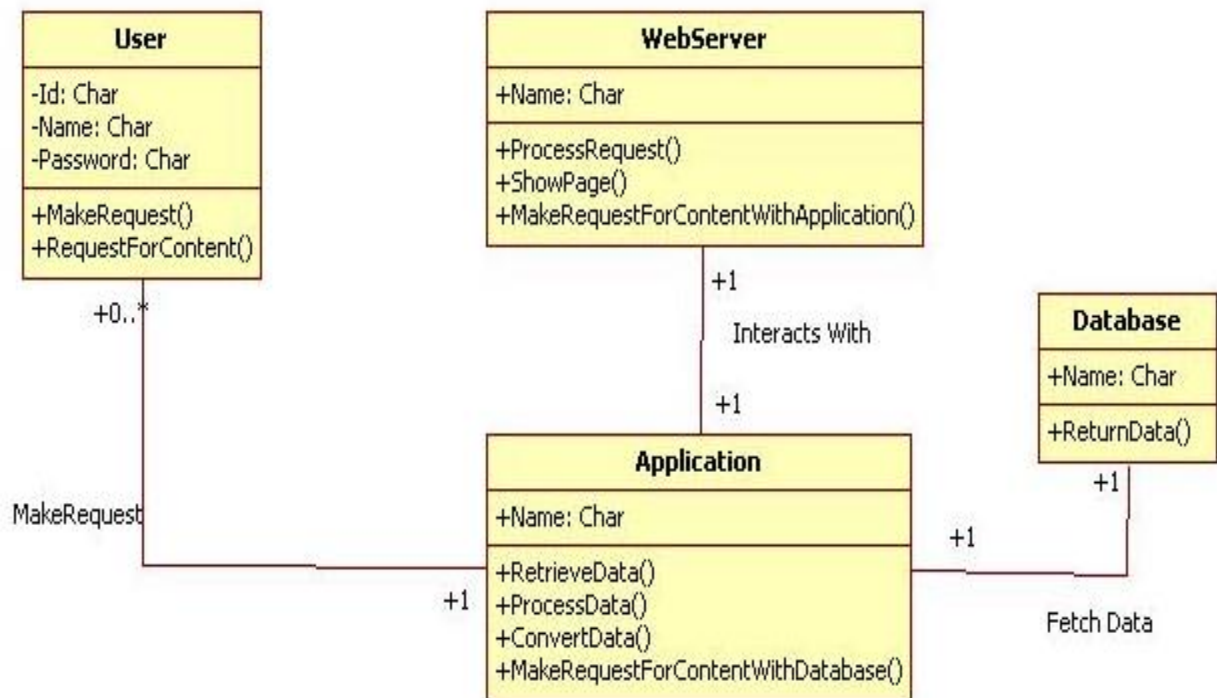 User
-Id: Char
-Name: Char
-Password: Char
+MakeRequest()
+RequestForContent()
WebServer
+Name: Char
+ProcessRequest()
+ShowPage()
+MakeRequestForContentWithApplication()
+0..*
+1
Interacts With
+1
Database
+Name: Char
+ReturnData()
+1
Application
+Name: Char
+RetrieveData()
+ProcessData()
+ConvertData()
+MakeRequestForContentWithDatabase()
MakeRequest
+1
+1
Fetch Data